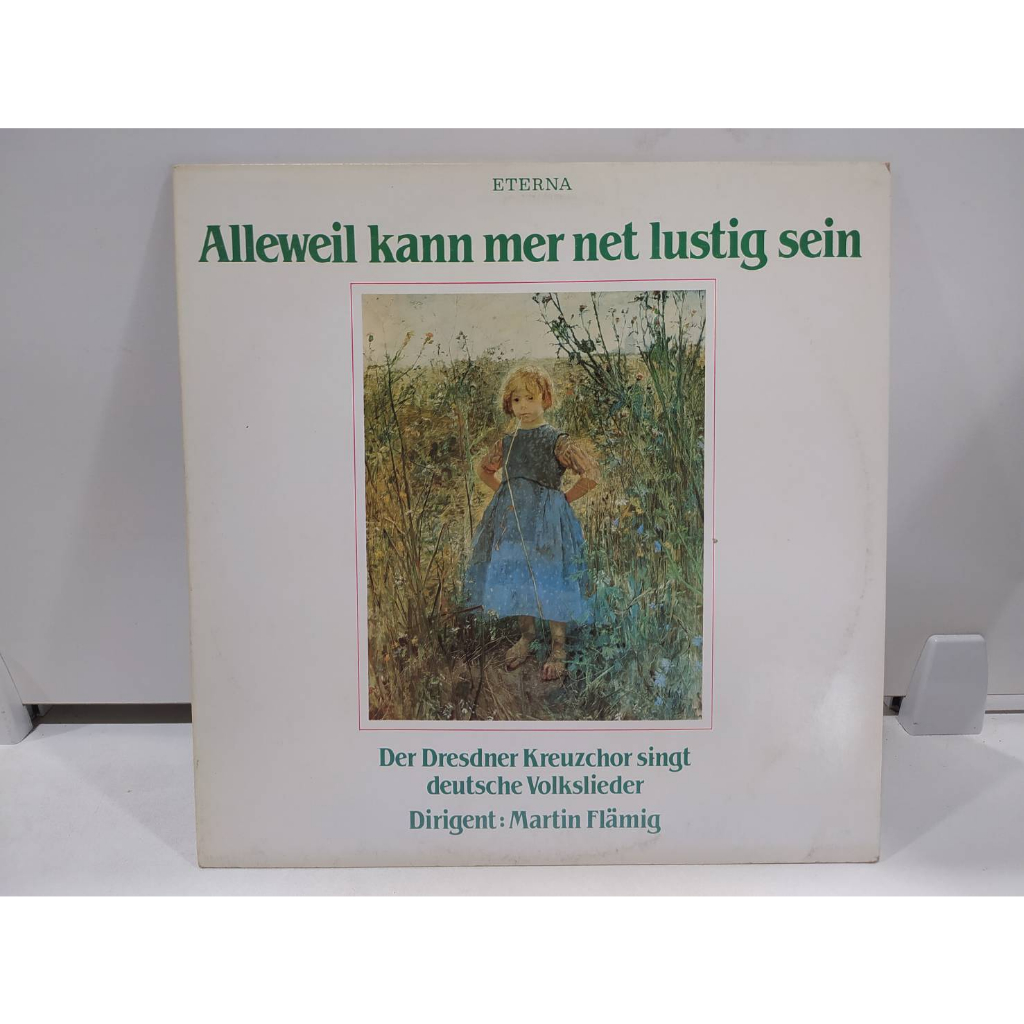 ETERNA
Alleweil kann mer net lustig sein
Der Dresdner Kreuzchor singt
deutsche Volkslieder
Dirigent: Martin Flämig